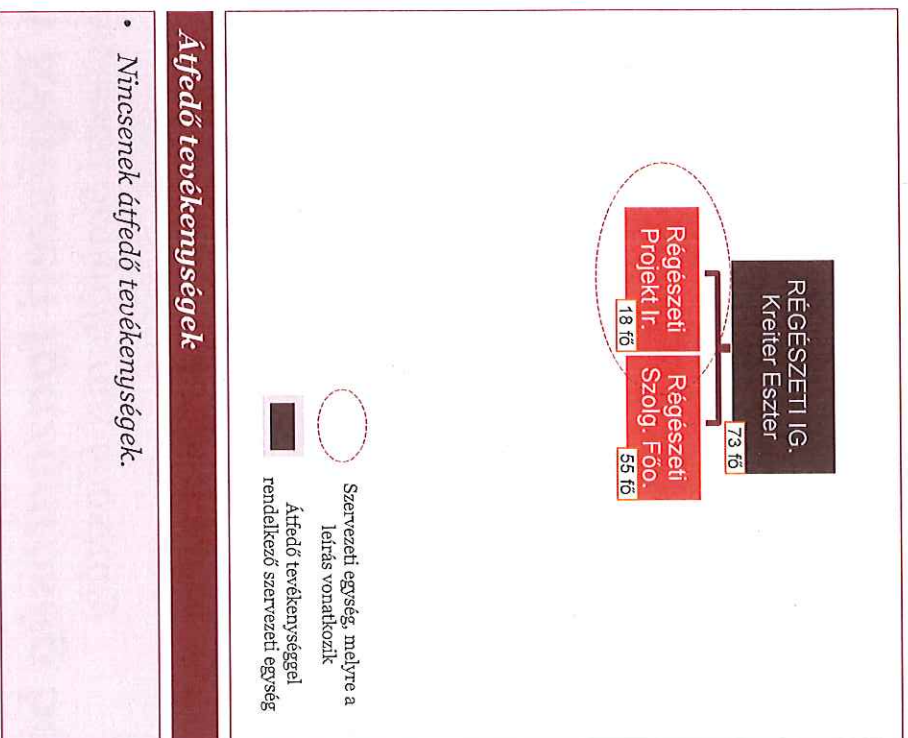 RÉGÉSZETI IG.
Kreiter Eszter
73 fő
Régészeti
Projekt Ir.
18 fő
Régészeti
Szolg. Főo.
55 fő
Szervezeti egység, melyre a
leírás vonatkozik
Átfedő tevékenységgel
rendelkező szervezeti egység
Átfedő tevékenységek
• Nincsenek átfedő tevékenységek.